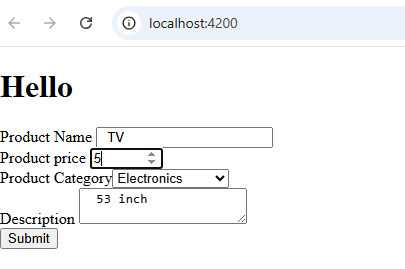 localhost:4200
Hello
Product Name TV
Product price 5
Product Category Electronics
53 inch
Description
Submit